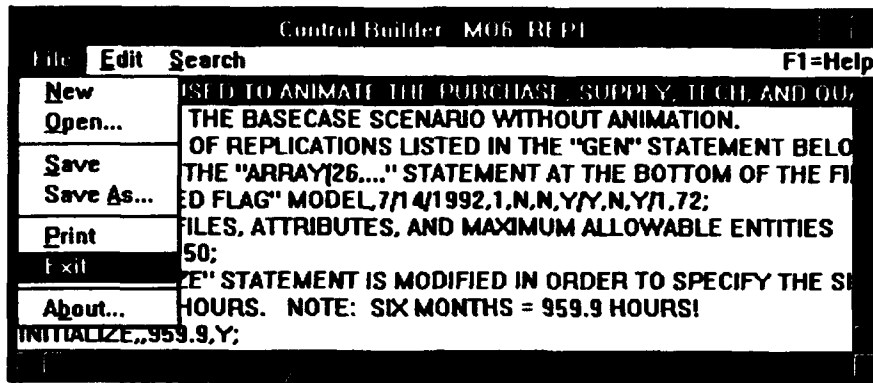 Control Builder M06 REP1
File Edit Search F1=Help
New
Open...
Save
Save As...
Print
Exit
About...
USED TO ANIMATE THE PURCHASE, SUPPLY, TECH, AND QUA
THE BASECASE SCENARIO WITHOUT ANIMATION.
OF REPLICATIONS LISTED IN THE "GEN" STATEMENT BELO
THE "ARRAY[26...." STATEMENT AT THE BOTTOM OF THE FI
ED FLAG" MODEL,7/14/1992,1,N,N,Y/Y,N,Y/1,72;
FILES, ATTRIBUTES, AND MAXIMUM ALLOWABLE ENTITIES
50;
ZE" STATEMENT IS MODIFIED IN ORDER TO SPECIFY THE SI
HOURS. NOTE: SIX MONTHS = 959.9 HOURS!
INITIALIZE,,959.9,Y;